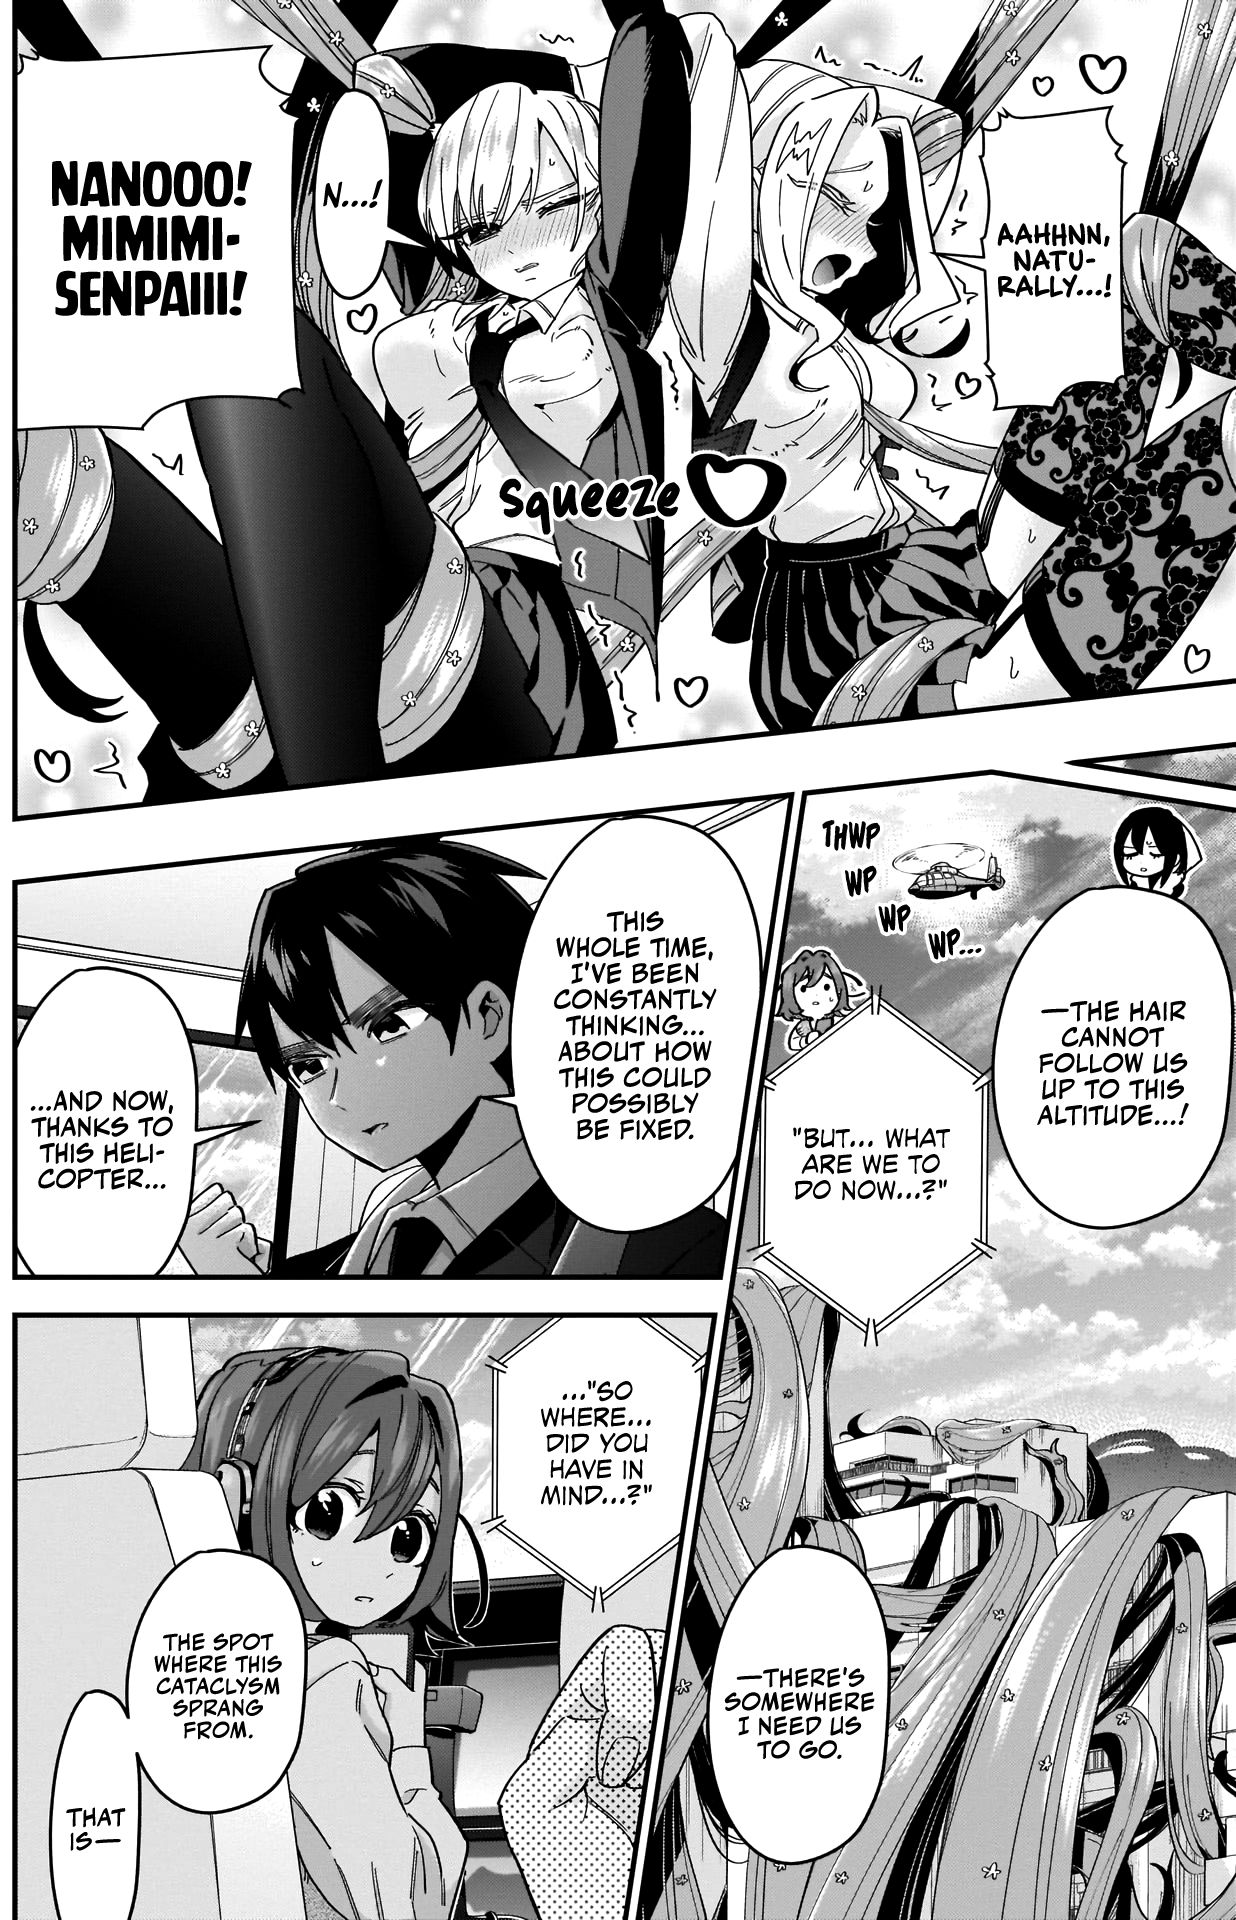 AAHHNN,
NATU-
RALLY...!
N...!
NANOOO!
MIMIMI-
SENPAIII!
Squeeze
THWP
WP
WP
WP...
—THE HAIR
CANNOT
FOLLOW US
UP TO THIS
ALTITUDE...!
"BUT... WHAT
ARE WE TO
DO NOW...?"
THIS
WHOLE TIME,
I'VE BEEN
CONSTANTLY
THINKING...
ABOUT HOW
THIS COULD
POSSIBLY
BE FIXED.
...AND NOW,
THANKS TO
THIS HELI-
COPTER...
—THERE'S
SOMEWHERE
I NEED US
TO GO.
..."SO
WHERE...
DID YOU
HAVE IN
MIND...?"
THE SPOT
WHERE THIS
CATACLYSM
SPRANG
FROM.
THAT
IS—